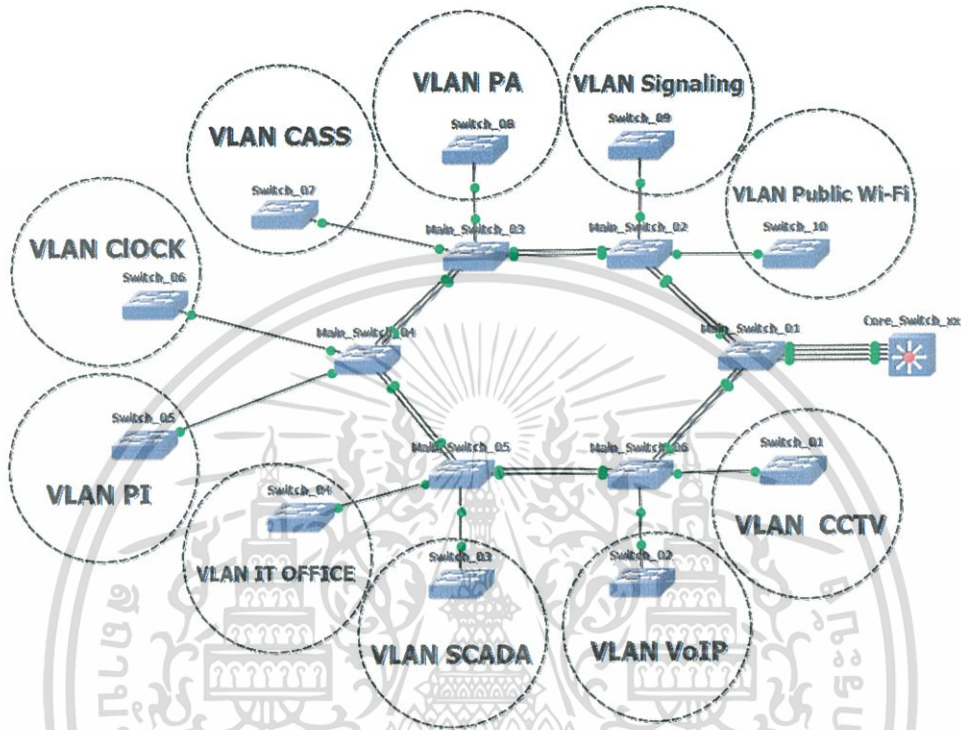 VLAN PA
Switch_08
VLAN Signaling
Switch_09
VLAN CASS
Switch_07
VLAN Public Wi-Fi
Switch_10
Main_Switch_03
Main_Switch_02
VLAN ClOCK
Switch_06
Main_Switch_04
Main_Switch_01
Core_Switch_xx
Switch_05
VLAN PI
Main_Switch_05
Main_Switch_06
Switch_01
VLAN CCTV
Switch_04
VLAN IT OFFICE
Switch_03
VLAN SCADA
Switch_02
VLAN VoIP